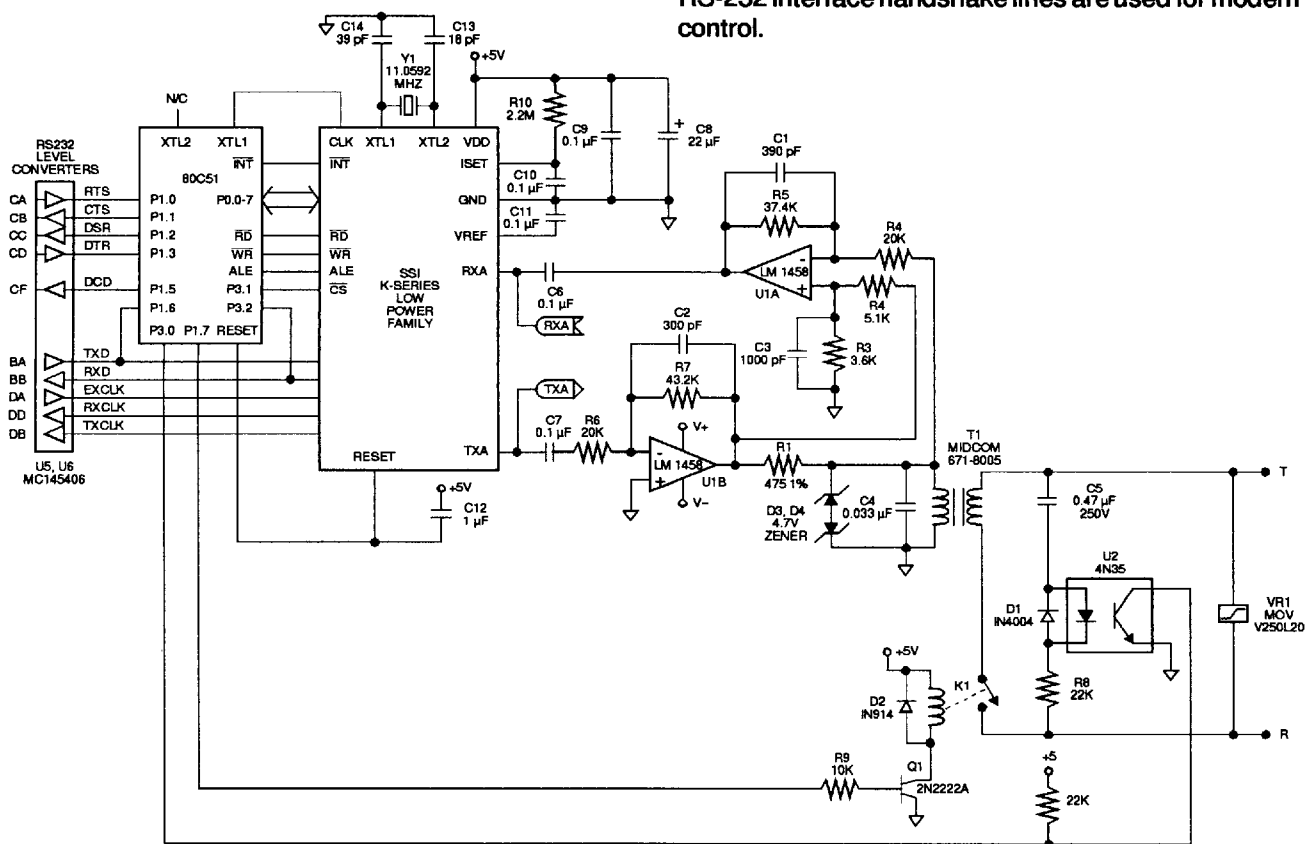 RS-232 interface handshake lines are used for modem
control.
C14
39 pF
C13
18 pF
Y1
11.0592
MHZ
+5V
N/C
R10
2.2M
C9
0.1 µF
C8
22 µF
+
C1
390 pF
R5
37.4K
R4
20K
LM 1458
-
+
U1A
R4
5.1K
C3
1000 pF
R3
3.6K
RS232
LEVEL
CONVERTERS
XTL2
XTL1
INT
80C51
P1.0
P0.0-7
P1.1
P1.2
RD
P1.3
WR
ALE
P1.5
P3.1
P1.6
P3.2
P3.0
P1.7
RESET
CA
RTS
CB
CTS
CC
DSR
CD
DTR
CF
DCD
BA
TXD
BB
RXD
DA
EXCLK
DD
RXCLK
DB
TXCLK
U5, U6
MC145406
CLK
XTL1
XTL2
VDD
INT
ISET
GND
VREF
RD
WR
ALE
CS
RXA
SSI
K-SERIES
LOW
POWER
FAMILY
TXA
RESET
C10
0.1 µF
C11
0.1 µF
C6
0.1 µF
RXA
TXA
C2
300 pF
R7
43.2K
C7
0.1 µF
R6
20K
V+
-
+
LM 1458
U1B
V-
R1
475 1%
D3, D4
4.7V
ZENER
C4
0.033 µF
T1
MIDCOM
671-8005
+5V
C12
1 µF
T
C5
0.47 µF
250V
U2
4N35
D1
IN4004
VR1
MOV
V250L20
R8
22K
R
+5V
D2
IN914
K1
R9
10K
Q1
2N2222A
+5
22K